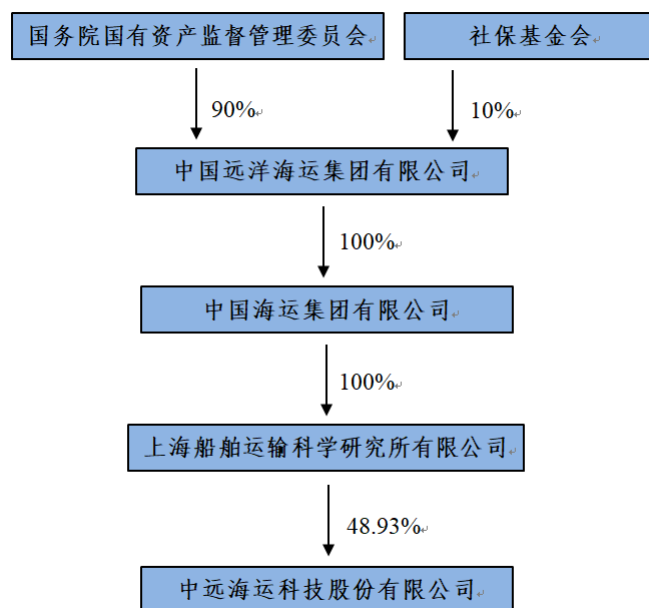 国务院国有资产监督管理委员会
社保基金会
90%
10%
中国远洋海运集团有限公司
100%
中国海运集团有限公司
100%
上海船舶运输科学研究所有限公司
48.93%
中远海运科技股份有限公司